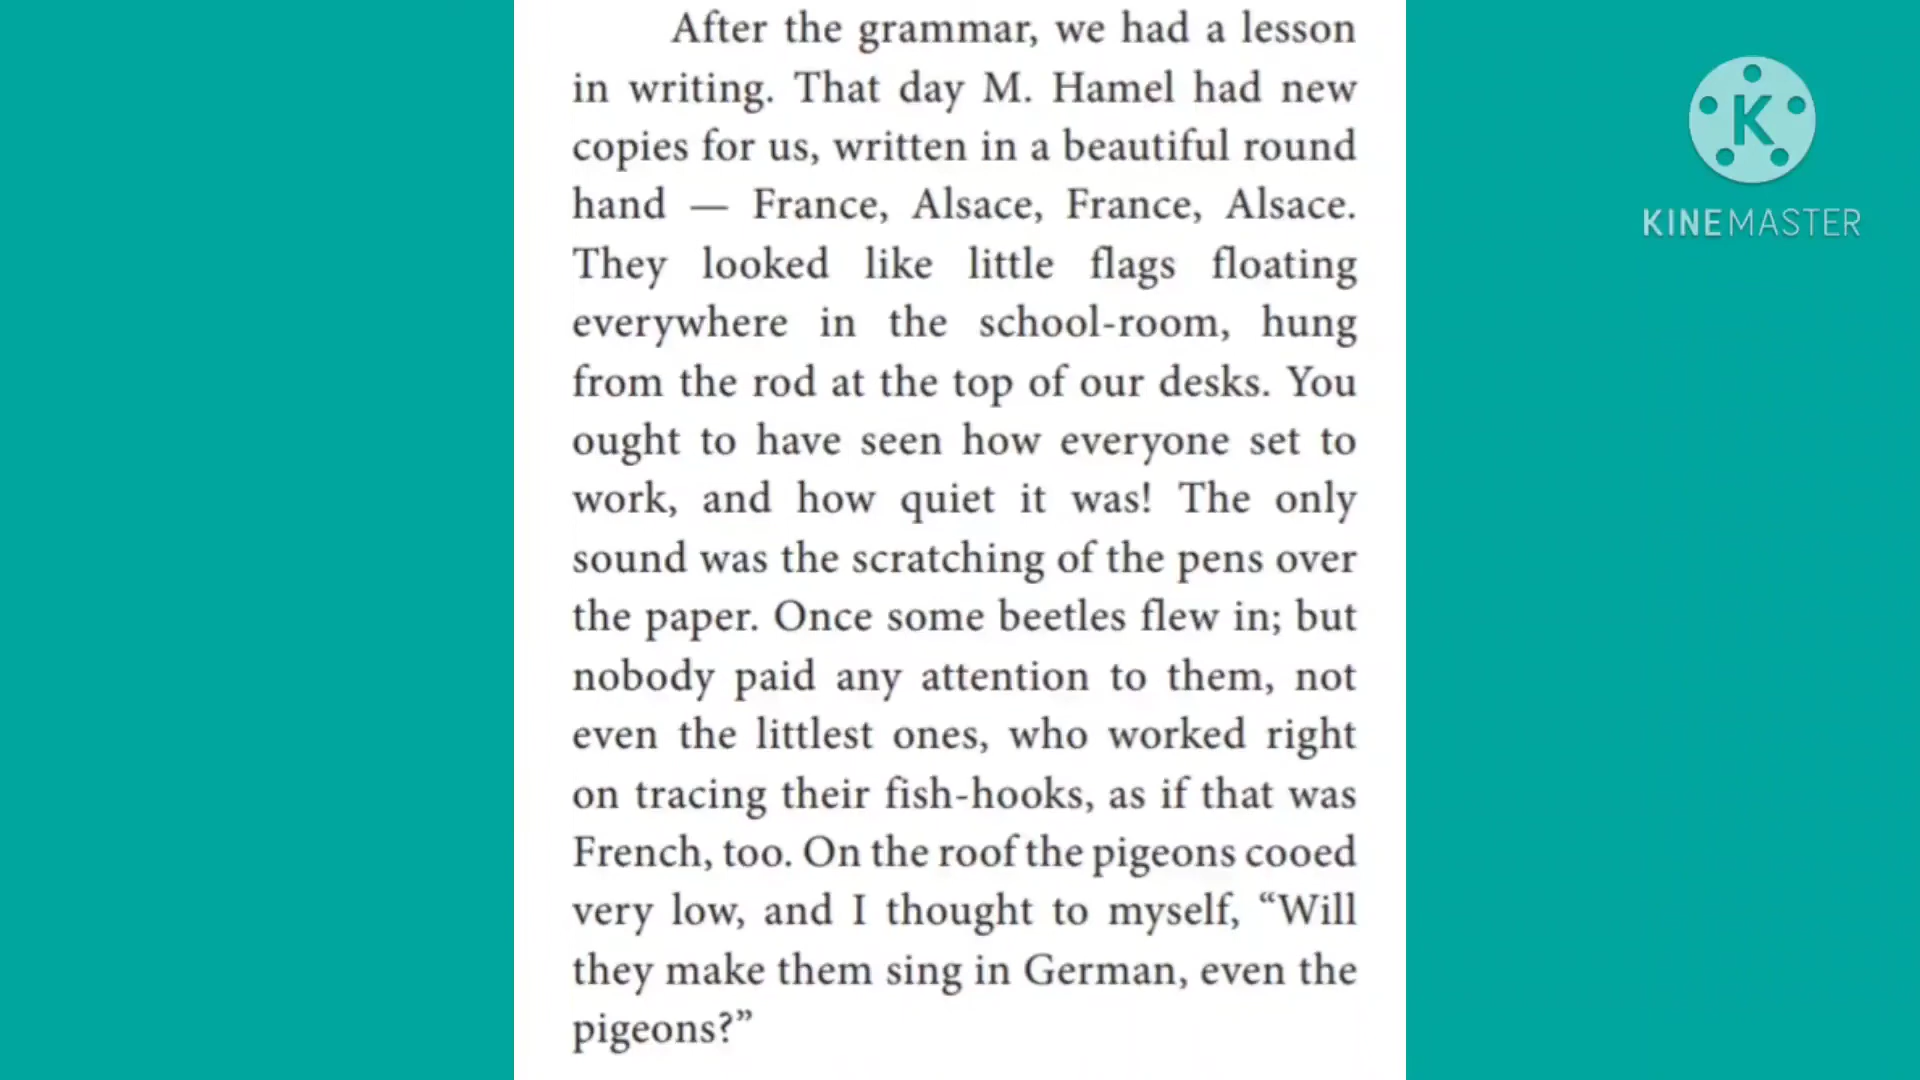 After the grammar, we had a lesson
in writing. That day M. Hamel had new
copies for us, written in a beautiful round
hand — France, Alsace, France, Alsace.
They looked like little flags floating
everywhere in the school-room, hung
from the rod at the top of our desks. You
ought to have seen how everyone set to
work, and how quiet it was! The only
sound was the scratching of the pens over
the paper. Once some beetles flew in; but
nobody paid any attention to them, not
even the littlest ones, who worked right
on tracing their fish-hooks, as if that was
French, too. On the roof the pigeons cooed
very low, and I thought to myself, “Will
they make them sing in German, even the
pigeons?”
K
KINEMASTER